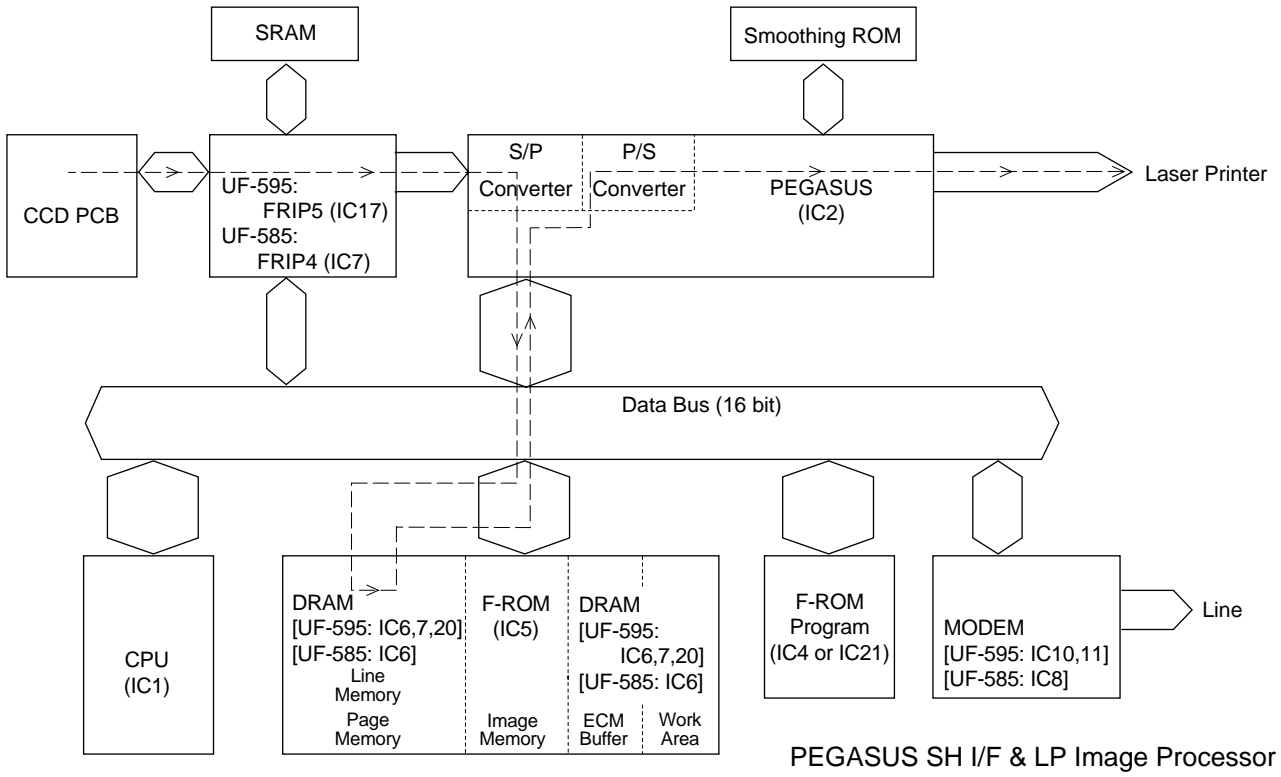 SRAM
Smoothing ROM
CCD PCB
UF-595:
FRIP5 (IC17)
UF-585:
FRIP4 (IC7)
S/P
Converter
P/S
Converter
PEGASUS
(IC2)
Laser Printer
Data Bus (16 bit)
CPU
(IC1)
DRAM
[UF-595: IC6,7,20]
[UF-585: IC6]
Line
Memory
Page
Memory
F-ROM
(IC5)
Image
Memory
DRAM
[UF-595:
IC6,7,20]
[UF-585: IC6]
ECM
Buffer
Work
Area
F-ROM
Program
(IC4 or IC21)
MODEM
[UF-595: IC10,11]
[UF-585: IC8]
Line
PEGASUS SH I/F & LP Image Processor